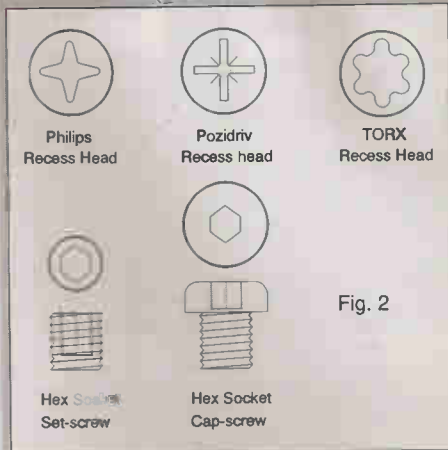 Philips
Recess Head
Pozidriv
Recess head
TORX
Recess Head
Fig. 2
Hex
Set-screw
Hex Socket
Cap-screw